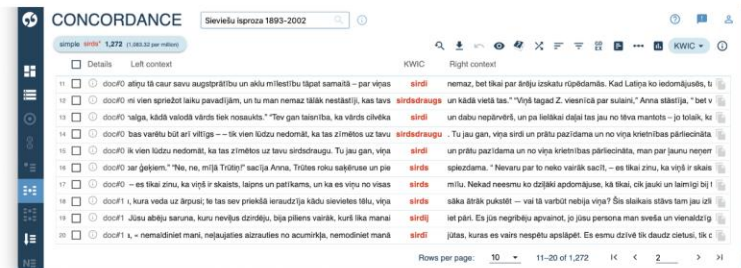 CONCORDANCE
Sieviešu īsproza 1893-2002
simple sirds* 1,272 (1,083.32 per million)
KWIC
Details Left context KWIC Right context
11 doc#0 atiņu tā caur savu augstprātību un aklu mīlestību tāpat samaitā – par viņas sirdi nemaz, bet tikai par ārēju izskatu rūpēdamās. Kad Latiņa ko iedomājusēs,
12 doc#0 ni vien spriežot laiku pavadījām, un tu man nemaz tālāk nestāstīji, kas tavs sirdsdraugs un kādā vietā tas." "Viņš tagad Z. viesnīcā par sulaini," Anna stāstīja, " bet v
13 doc#0 kādā valodā vārds tiek nosaukts." "Tev gan taisnība, ka vārds cilvēka sirdi un dabu nepārvērš, un pa lielākai daļai tas jau no tēva mantots – jo tolaik,
14 doc#0 bas varētu būt arī viltīgs – – tik vien lūdzu nedomāt, ka tas zīmētos uz tavu sirdsdraugu . Tu jau gan, viņa sirdi un prātu pazīdama un no viņa krietnības pārliecināta
15 doc#0 ik vien lūdzu nedomāt, ka tas zīmētos uz tavu sirdsdraugu. Tu jau gan, viņa sirdi un prātu pazīdama un no viņa krietnības pārliecināta, man par jaunu neņem
16 doc#0 par ģeķiem." "Ne, ne, mīļā Trūtiņ!" sacīja Anna, Trūtes roku saķēruse un pie sirds spiezdama. " Nevaru par to neko vairāk sacīt, – es tikai zinu, ka viņš ir skais
17 doc#0 – es tikai zinu, ka viņš ir skaists, laipns un patīkams, un ka es viņu no visas sirds mīlu. Nekad neesmu ko dziļāki apdomājuse, kā tikai, cik jauki un laimīgi bij
18 doc#1 kura veda uz ārpusi; te tas sev priekšā ieraudzīja kādu sievietes tēlu, viņa sirds sāka ātrāk pukstēt – vai tā varbūt nebija viņa? Šis slaikais stāvs tam jau izli
19 doc#1 Jūsu abēju saruna, kuru neviļus dzirdēju, bija piliens vairāk, kurš lika manai sirdij iet pāri. Es jūs negribēju apvainot, jo jūsu persona man sveša un vienaldzīg
20 doc#1 « nemaldiniet mani, neļaujaties aizrauties no acumirkļa, nemodiniet manā sirdī jūtas, kuras es vairs nespētu apslāpēt. Es esmu dzīvē tik daudz cietusi, tik
Rows per page: 10 11–20 of 1,272 2